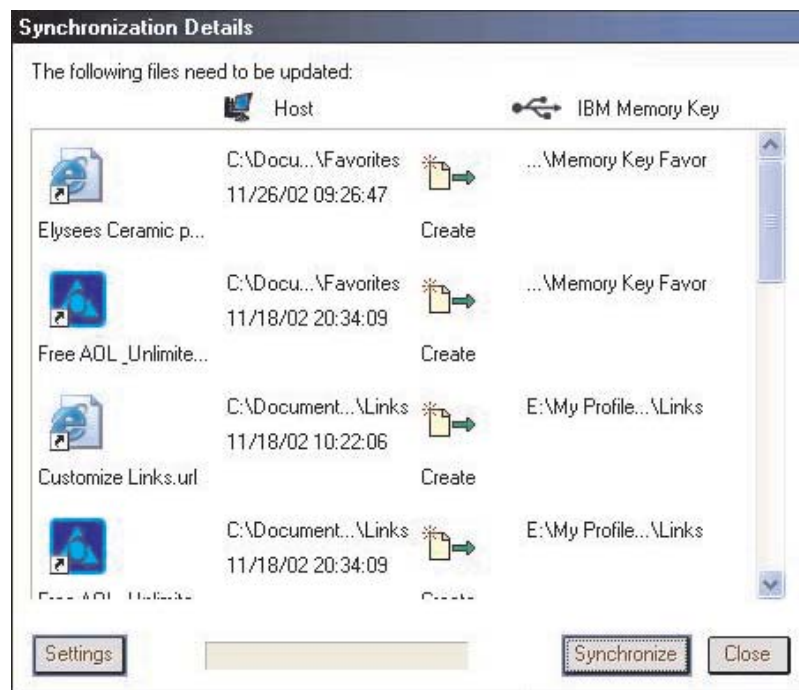 Synchronization Details
The following files need to be updated:
Host IBM Memory Key
C:\Docu...\Favorites ...\Memory Key Favor
11/26/02 09:26:47
Elysees Ceramic p... Create
C:\Docu...\Favorites ...\Memory Key Favor
11/18/02 20:34:09
Free AOL_Unlimite... Create
C:\Document...\Links E:\My Profile...\Links
11/18/02 10:22:06
Customize Links.url Create
C:\Document...\Links E:\My Profile...\Links
11/18/02 20:34:09
Settings Synchronize Close